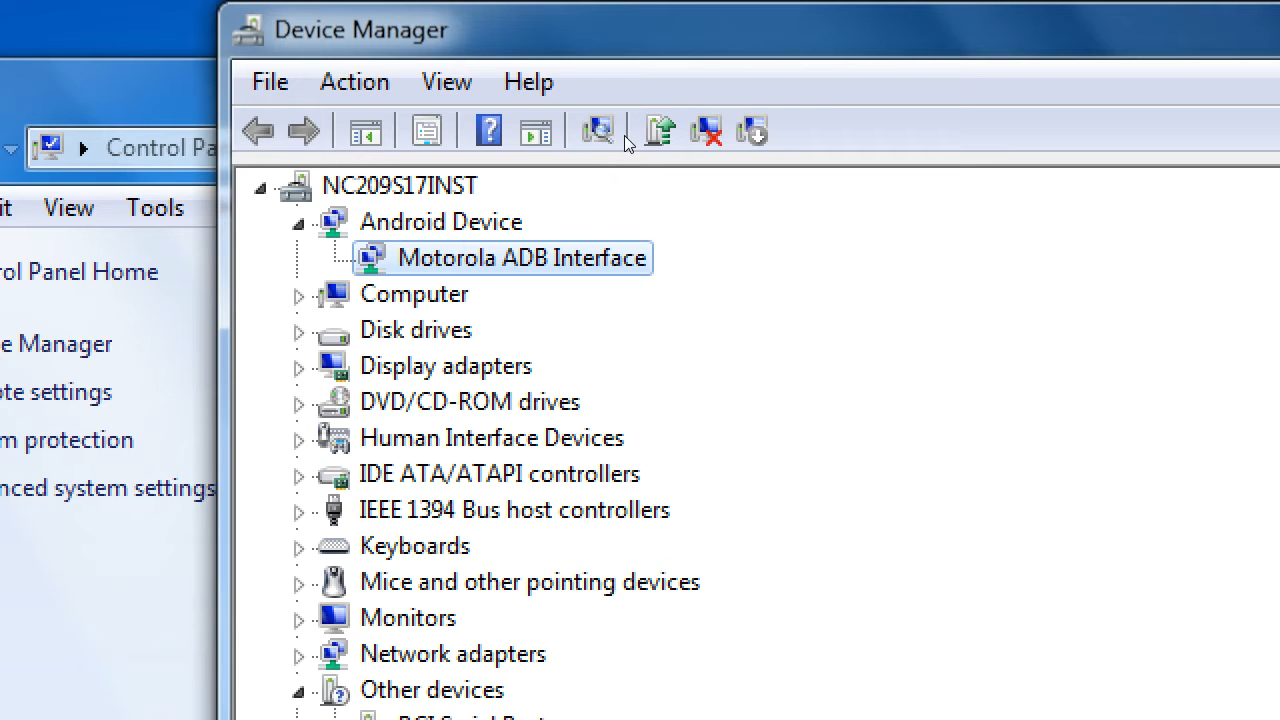 Device Manager
File Action View Help
Control Pa
it View Tools
rol Panel Home
e Manager
ote settings
m protection
nced system settings
NC209S17INST
Android Device
Motorola ADB Interface
Computer
Disk drives
Display adapters
DVD/CD-ROM drives
Human Interface Devices
IDE ATA/ATAPI controllers
IEEE 1394 Bus host controllers
Keyboards
Mice and other pointing devices
Monitors
Network adapters
Other devices
PCI Serial Port